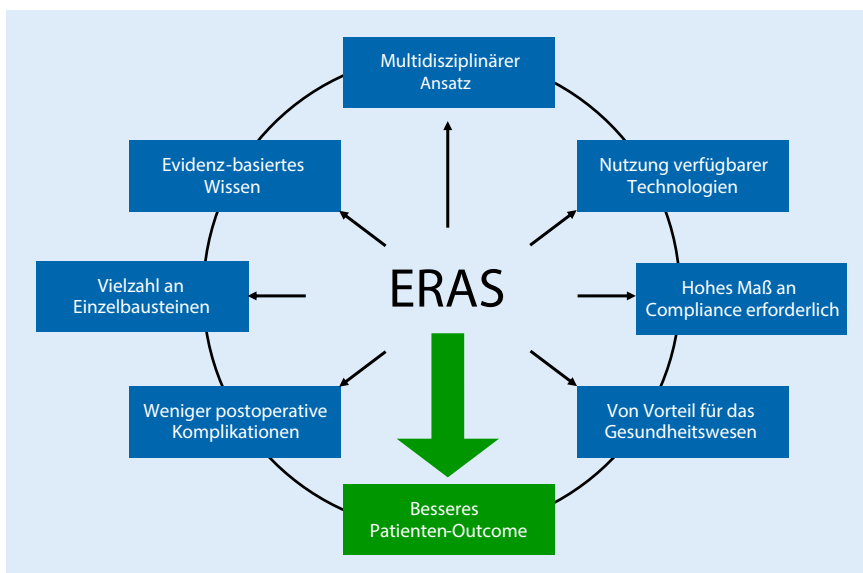 Multidisziplinärer
Ansatz
Evidenz-basiertes
Wissen
Nutzung verfügbarer
Technologien
Vielzahl an
Einzelbausteinen
ERAS
Hohes Maß an
Compliance erforderlich
Weniger postoperative
Komplikationen
Von Vorteil für das
Gesundheitswesen
Besseres
Patienten-Outcome